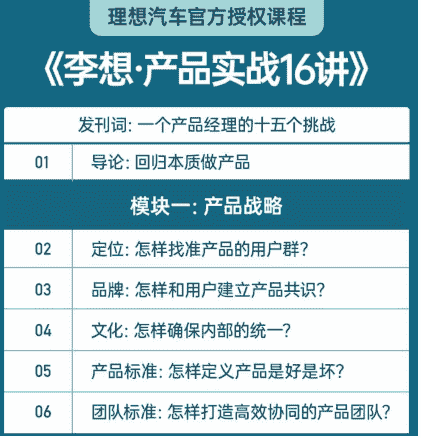 理想汽车官方授权课程
《李想·产品实战16讲》
发刊词: 一个产品经理的十五个挑战
01 导论: 回归本质做产品
模块一: 产品战略
02 定位: 怎样找准产品的用户群?
03 品牌: 怎样和用户建立产品共识?
04 文化: 怎样确保内部的统一?
05 产品标准: 怎样定义产品是好是坏?
06 团队标准: 怎样打造高效协同的产品团队?